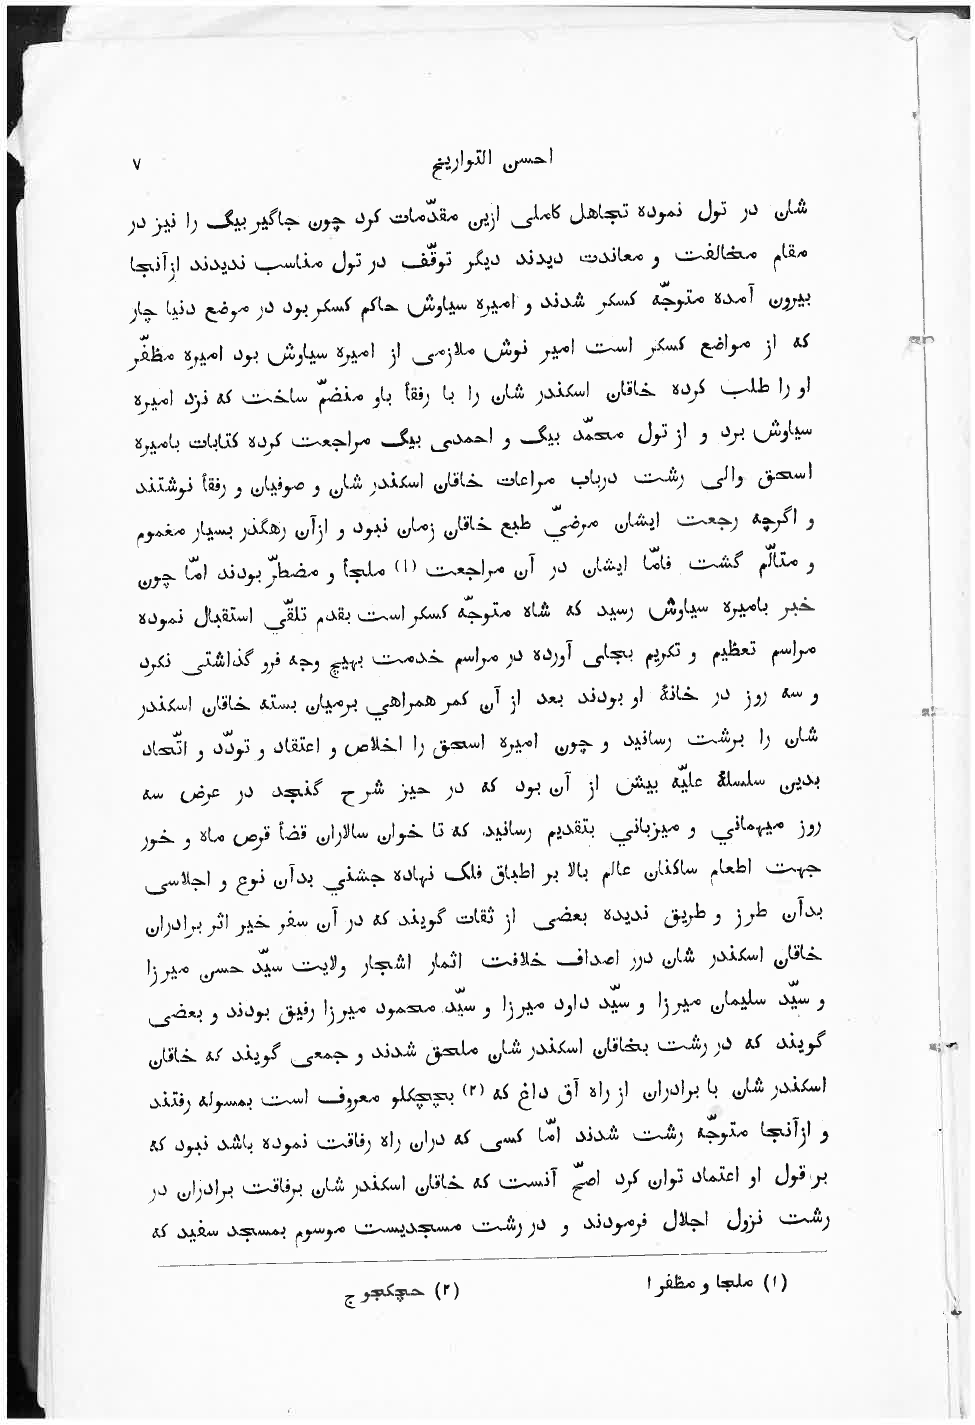 احسن التواریخ ۷
شان در تول نموده تجاهل کاملی ازین مقدّمات کرد چون جاگیر بیگ را نیز در
مقام مخالفت و معاندت دیدند دیگر توقّف در تول مناسب ندیدند ازآنجا
بیرون آمده متوجّه کسکر شدند و امیره سیاوش حاکم کسکر بود در موضع دنیا چار
که از مواضع کسکر است امیر نوش ملازمی از امیره سیاوش بود امیره مظفّر
او را طلب کرده خاقان اسکندر شان را با رفقأ باو منضمّ ساخت که نزد امیره
سیاوش برد و از تول محمّد بیگ و احمدی بیگ مراجعت کرده کتابات بامیره
اسحق والی رشت درباب مراعات خاقان اسکندر شان و صوفیان و رفقأ نوشتند
و اگرچه رجعت ایشان مرضيّ طبع خاقان زمان نبود و ازآن رهگذر بسیار مغموم
و متألّم گشت فامّا ایشان در آن مراجعت (۱) ملجأ و مضطرّ بودند امّا چون
خبر بامیره سیاوش رسید که شاه متوجّه کسکر است بقدم تلقّی استقبال نموده
مراسم تعظیم و تکریم بجلی آورده در مراسم خدمت بهیچ وجه فرو گذاشتی نکرد
و سه روز در خانهٔ او بودند بعد از آن کمر همراهي برمیان بسته خاقان اسکندر
شان را برشت رسانید و چون امیره اسحق را اخلاص و اعتقاد و تودّد و اتّحاد
بدین سلسلهٔ علیّه بیش از آن بود که در حیز شرح گنجد در عرض سه
روز میهماني و میزباني بتقدیم رسانید که تا خوان سالاران قضأ قرص ماه و خور
جهت اطعام ساکنان عالم بالا بر اطباق فلک نهاده جشني بدآن نوع و اجلاسی
بدآن طرز و طریق ندیده بعضی از ثقات گویند که در آن سفر خیر اثر برادران
خاقان اسکندر شان درر اصداف خلافت اثمار اشجار ولایت سیّد حسن میرزا
و سیّد سلیمان میرزا و سیّد داود میرزا و سیّد محمود میرزا رفیق بودند و بعضی
گویند که در رشت بخاقان اسکندر شان ملحق شدند و جمعی گویند که خاقان
اسکندر شان با برادران از راه آق داغ که (۲) بچچکلو معروف است بمسوله رفتند
و ازآنجا متوجّه رشت شدند امّا کسی که دران راه رفاقت نموده باشد نبود که
بر قول او اعتماد توان کرد اصحّ آنست که خاقان اسکندر شان برفاقت برادران در
رشت نزول اجلال فرمودند و در رشت مسجدیست موسوم بمسجد سفید که
(۱) ملجا و مظفر ا (۲) حچکجو ج